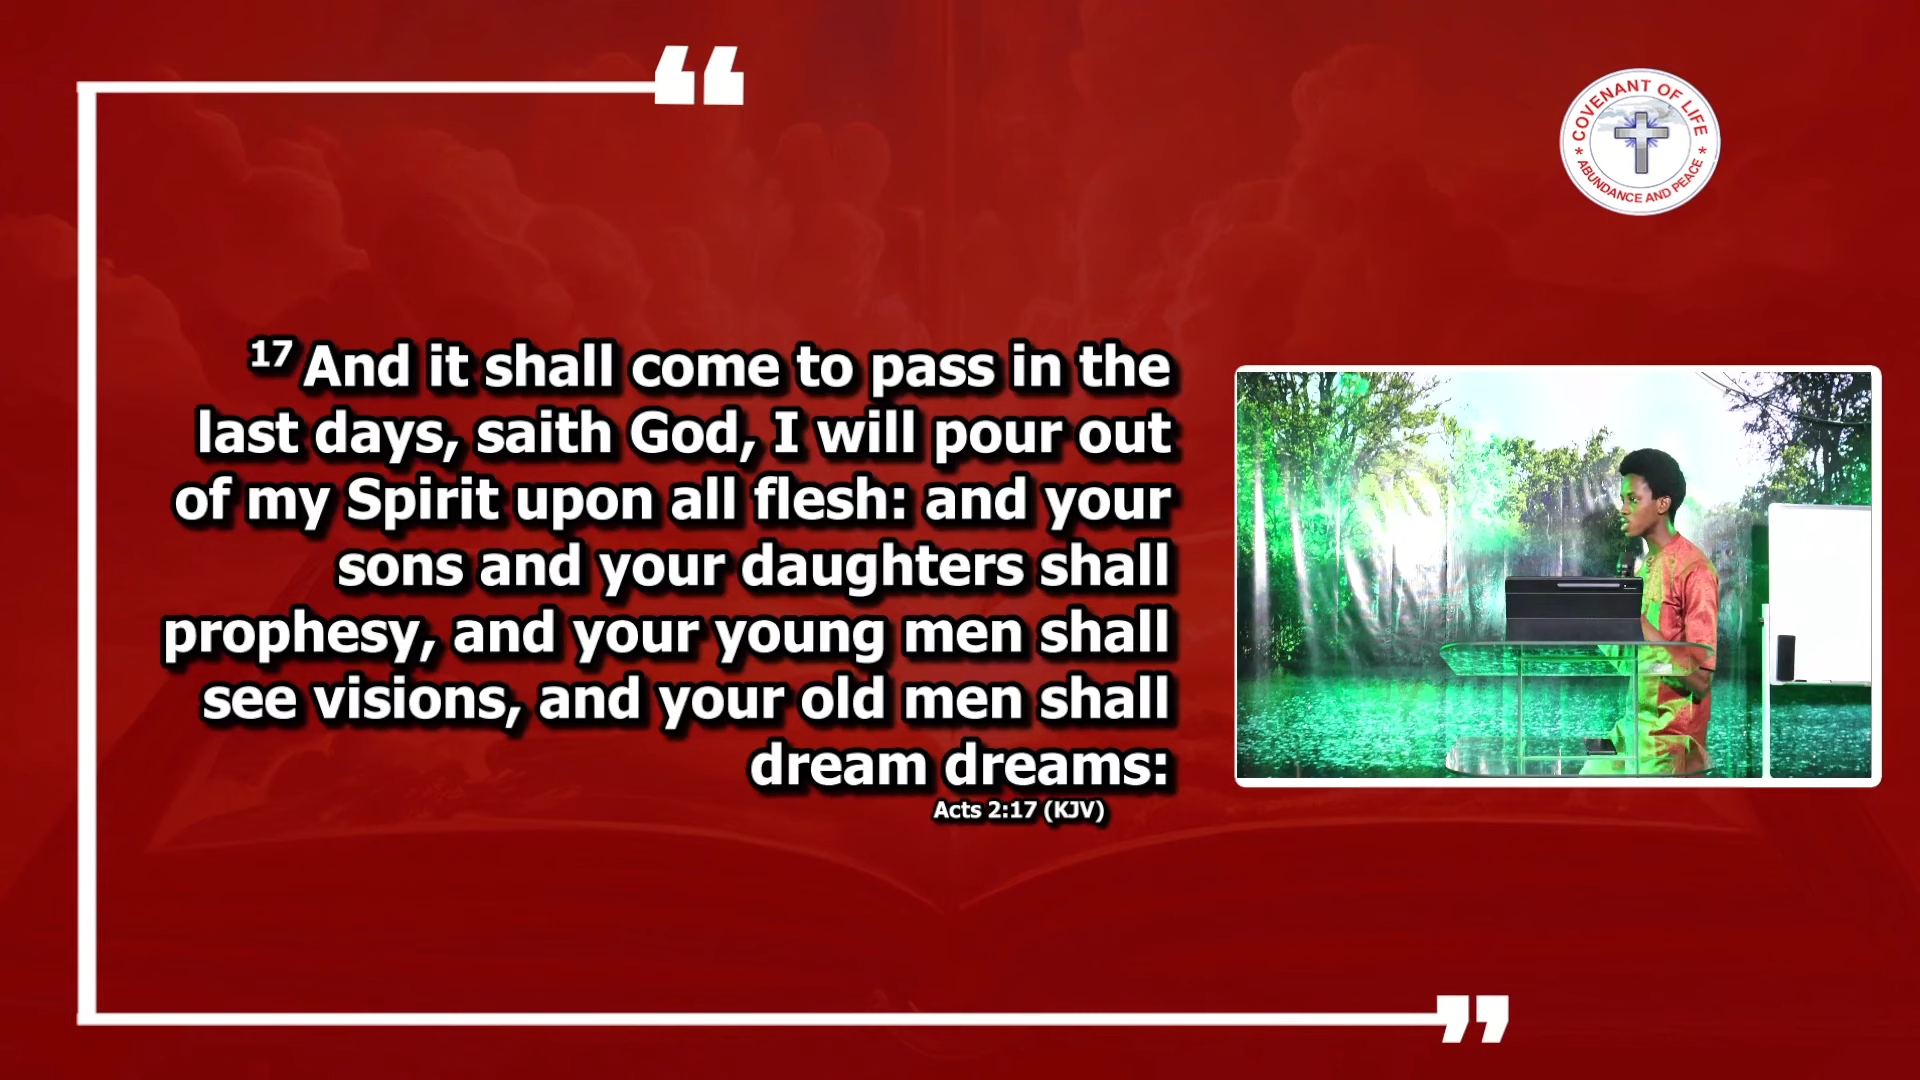 “
COVENANT OF LIFE
* ABUNDANCE AND PEACE *
17 And it shall come to pass in the
last days, saith God, I will pour out
of my Spirit upon all flesh: and your
sons and your daughters shall
prophesy, and your young men shall
see visions, and your old men shall
dream dreams:
Acts 2:17 (KJV)
”